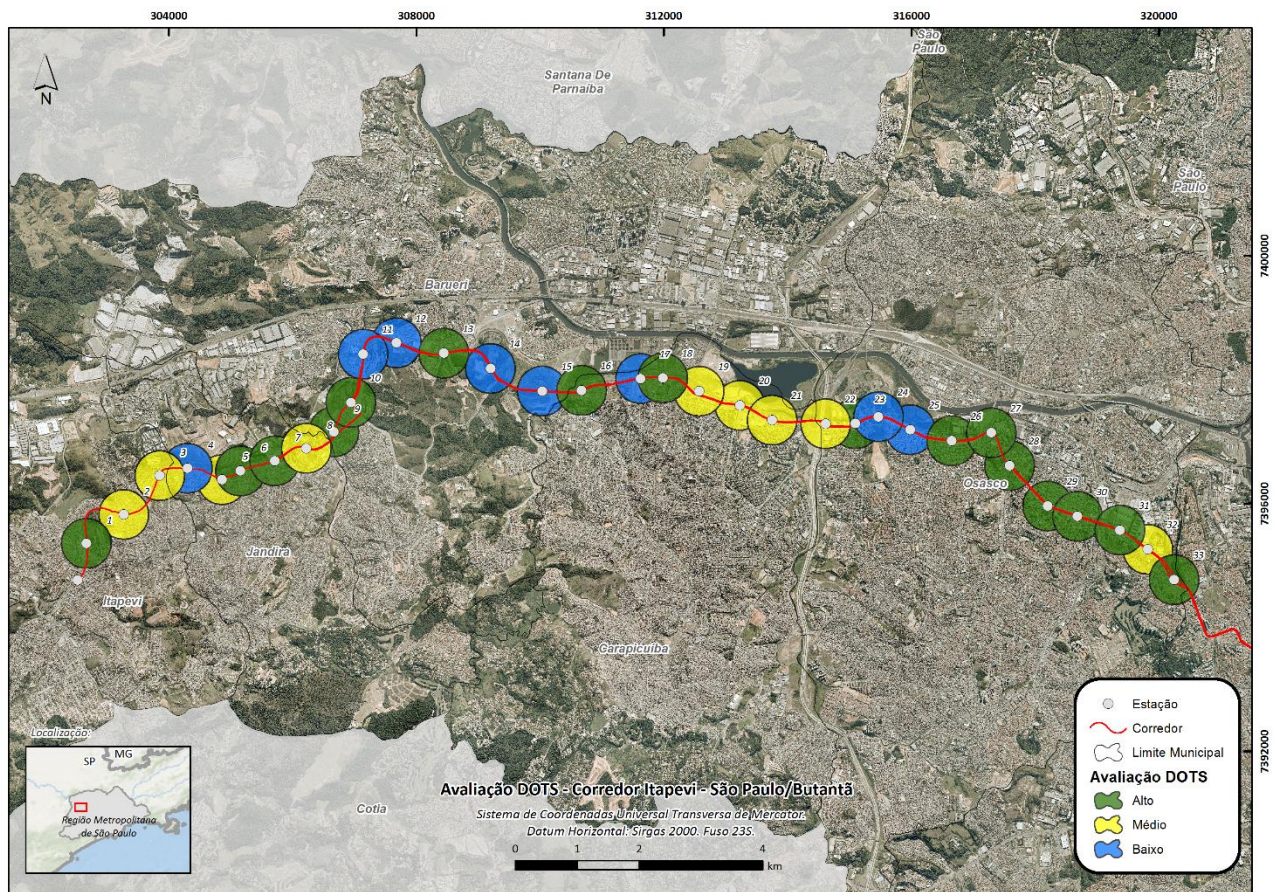 304000
308000
312000
316000
320000
N
São
Paulo
Santana De
Parnaíba
São
Paulo
7400000
Barueri
12
11
13
14
10
15
16
17
18
19
20
21
22
23
24
25
26
27
28
9
8
7
6
5
4
3
2
1
Osasco
29
30
31
32
33
7396000
Jandira
Itapevi
Carapicuíba
Cotia
7392000
Estação
Corredor
Limite Municipal
Avaliação DOTS
Alto
Médio
Baixo
Localização:
SP
MG
Região Metropolitana
de São Paulo
Avaliação DOTS - Corredor Itapevi - São Paulo/Butantã
Sistema de Coordenadas Universal Transversa de Mercator.
Datum Horizontal: Sirgas 2000. Fuso 23S.
0 1 2 4
km